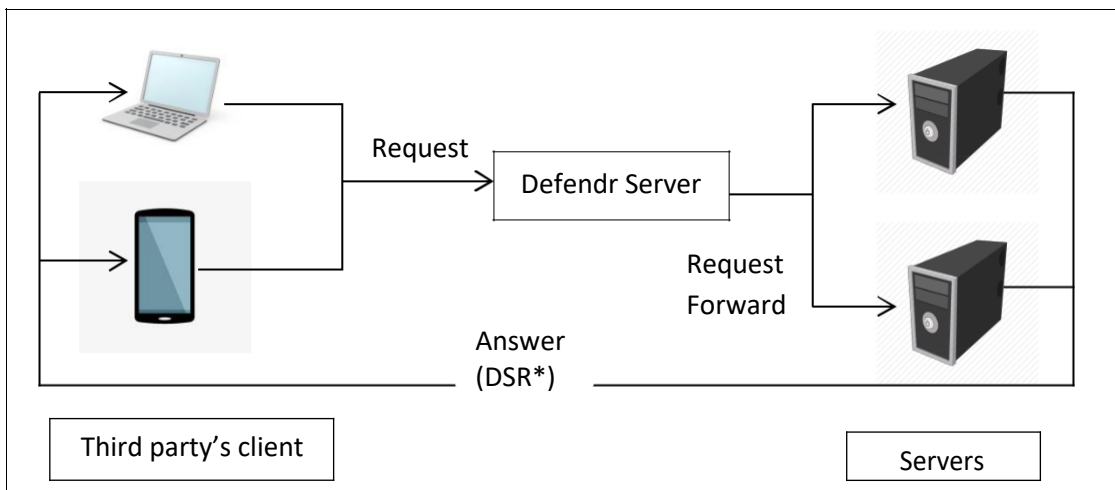 Request
Defendr Server
Request
Forward
Answer
(DSR*)
Third party’s client
Servers